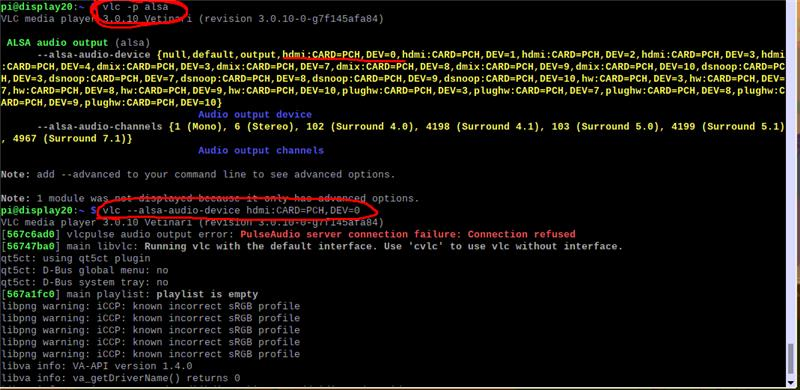 pi@display20:~ $ vlc -p alsa
VLC media player 3.0.10 Vetinari (revision 3.0.10-0-g7f145afa84)
ALSA audio output (alsa)
--alsa-audio-device {null,default,output,hdmi:CARD=PCH,DEV=0,hdmi:CARD=PCH,DEV=1,hdmi:CARD=PCH,DEV=2,hdmi:CARD=PCH,DEV=3,hdmi
:CARD=PCH,DEV=4,dmix:CARD=PCH,DEV=3,dmix:CARD=PCH,DEV=7,dmix:CARD=PCH,DEV=8,dmix:CARD=PCH,DEV=9,dmix:CARD=PCH,DEV=10,dsnoop:CARD=PC
H,DEV=3,dsnoop:CARD=PCH,DEV=7,dsnoop:CARD=PCH,DEV=8,dsnoop:CARD=PCH,DEV=9,dsnoop:CARD=PCH,DEV=10,hw:CARD=PCH,DEV=3,hw:CARD=PCH,DEV=
7,hw:CARD=PCH,DEV=8,hw:CARD=PCH,DEV=9,hw:CARD=PCH,DEV=10,plughw:CARD=PCH,DEV=3,plughw:CARD=PCH,DEV=7,plughw:CARD=PCH,DEV=8,plughw:C
ARD=PCH,DEV=9,plughw:CARD=PCH,DEV=10}
Audio output device
--alsa-audio-channels {1 (Mono), 6 (Stereo), 102 (Surround 4.0), 4198 (Surround 4.1), 103 (Surround 5.0), 4199 (Surround 5.1)
, 4967 (Surround 7.1)}
Audio output channels
Note: add --advanced to your command line to see advanced options.
Note: 1 module was not displayed because it only has advanced options.
pi@display20:~ $ vlc --alsa-audio-device hdmi:CARD=PCH,DEV=0
VLC media player 3.0.10 Vetinari (revision 3.0.10-0-g7f145afa84)
[567c6ad0] vlcpulse audio output error: PulseAudio server connection failure: Connection refused
[56747ba0] main libvlc: Running vlc with the default interface. Use 'cvlc' to use vlc without interface.
qt5ct: using qt5ct plugin
qt5ct: D-Bus global menu: no
qt5ct: D-Bus system tray: no
[567a1fc0] main playlist: playlist is empty
libpng warning: iCCP: known incorrect sRGB profile
libpng warning: iCCP: known incorrect sRGB profile
libpng warning: iCCP: known incorrect sRGB profile
libpng warning: iCCP: known incorrect sRGB profile
libpng warning: iCCP: known incorrect sRGB profile
libva info: VA-API version 1.4.0
libva info: va_getDriverName() returns 0